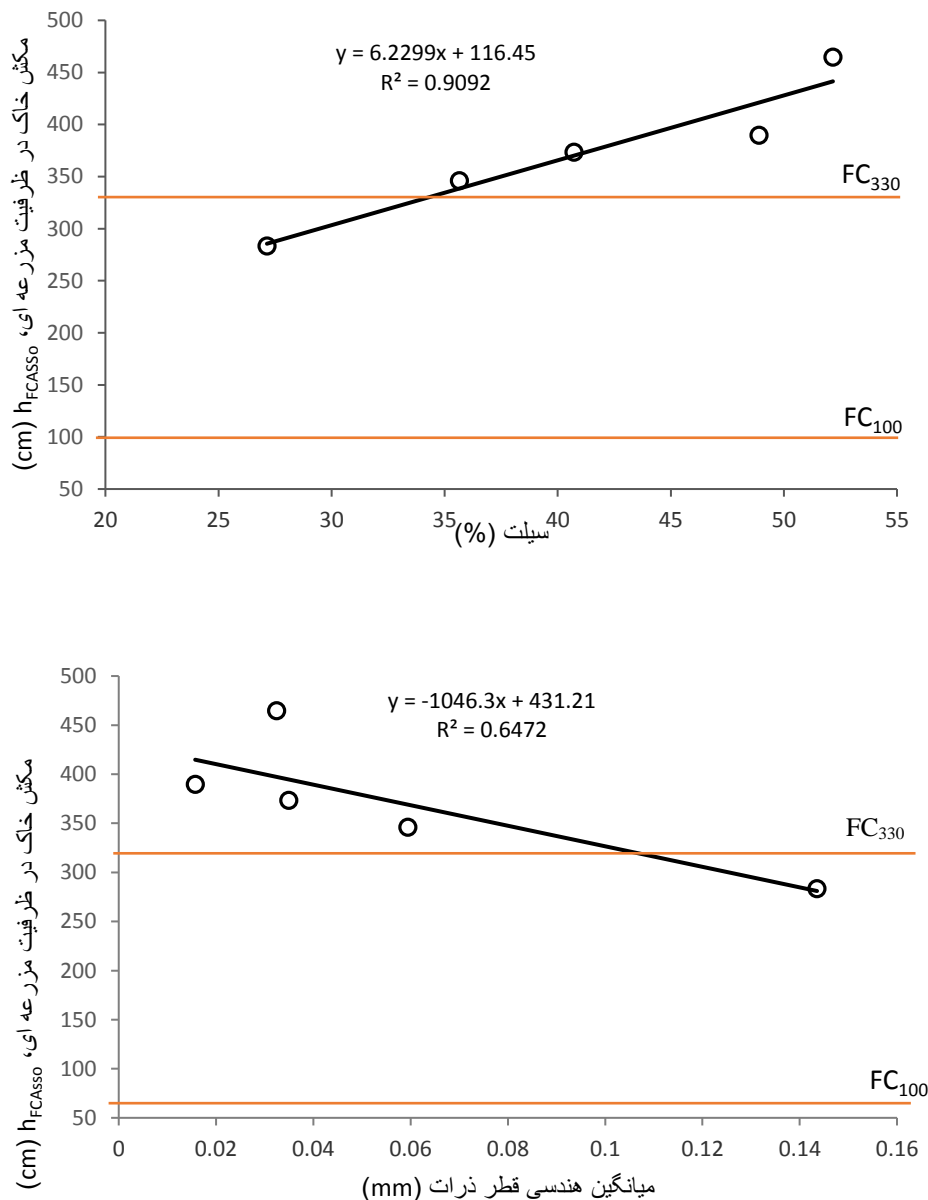 500
450
400
350
300
250
200
150
100
50
مکش خاک در ظرفیت مزرعه ای، hFCASSo (cm)
y = 6.2299x + 116.45
R² = 0.9092
FC₃₃₀
FC₁₀₀
20 25 30 35 40 45 50 55
سیلت (%)
500
450
400
350
300
250
200
150
100
50
مکش خاک در ظرفیت مزرعه ای، hFCAsso (cm)
y = -1046.3x + 431.21
R² = 0.6472
FC₃₃₀
FC₁₀₀
0 0.02 0.04 0.06 0.08 0.1 0.12 0.14 0.16
میانگین هندسی قطر ذرات (mm)